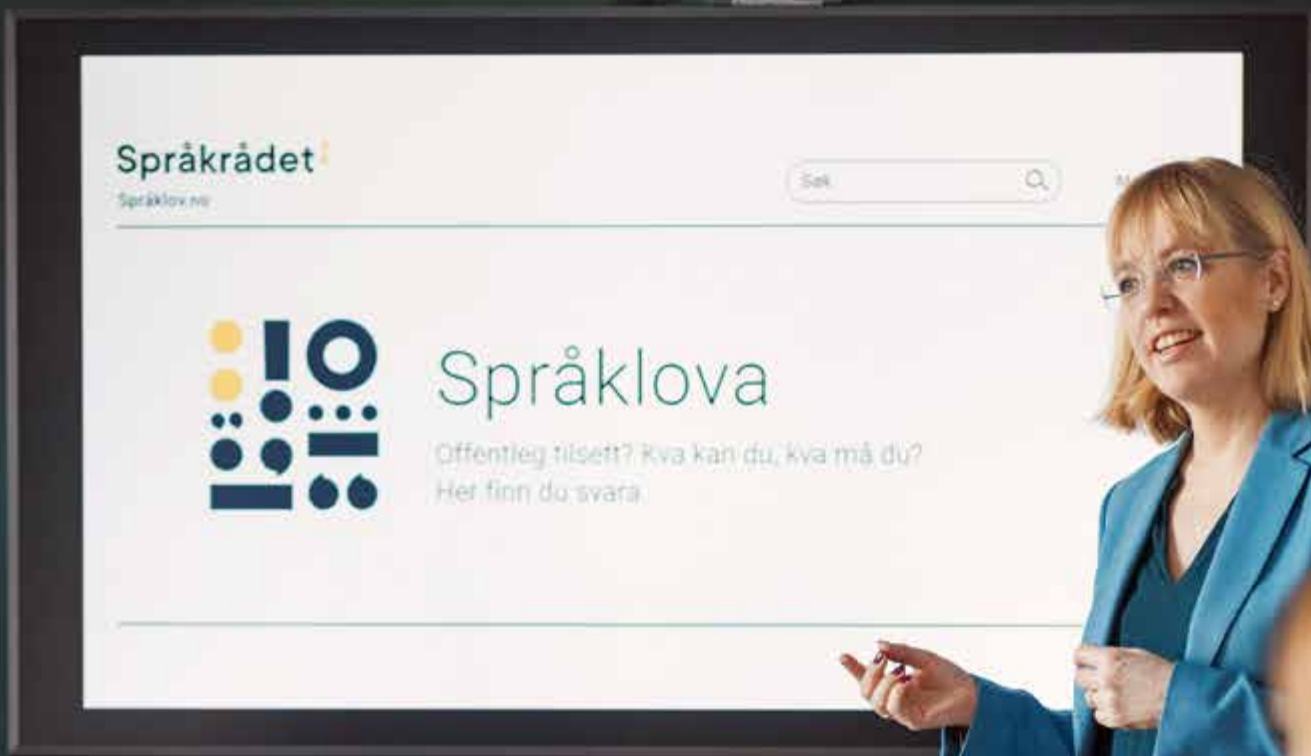 Språkrådet
Språklov.no
Søk
Språklova
Offentleg tilsett? Kva kan du, kva må du?
Her finn du svara.